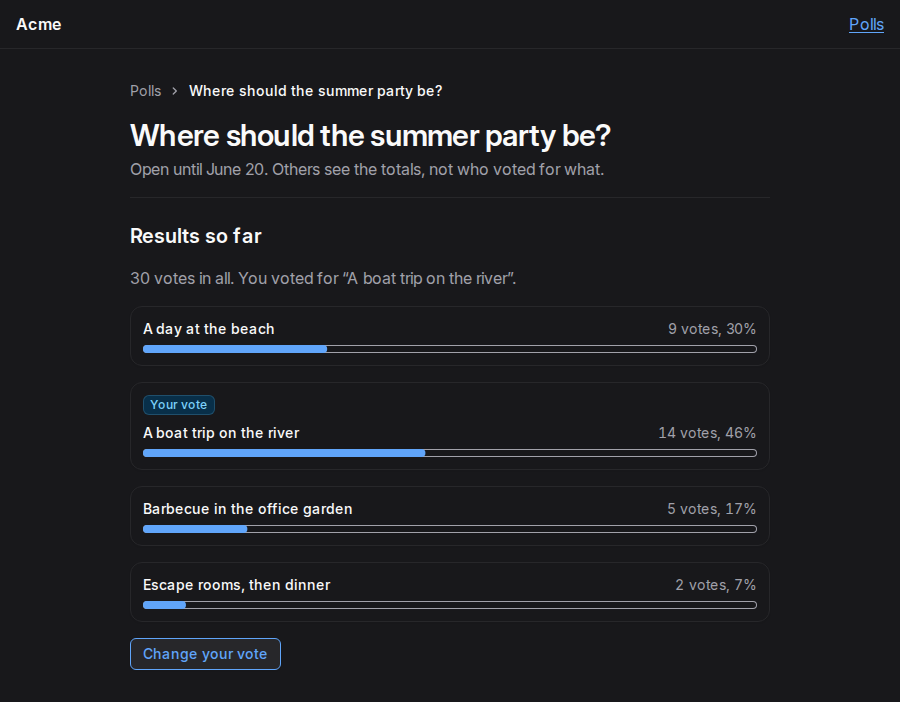 Acme
Polls
Polls > Where should the summer party be?
Where should the summer party be?
Open until June 20. Others see the totals, not who voted for what.
Results so far
30 votes in all. You voted for “A boat trip on the river”.
A day at the beach 9 votes, 30%
Your vote
A boat trip on the river 14 votes, 46%
Barbecue in the office garden 5 votes, 17%
Escape rooms, then dinner 2 votes, 7%
Change your vote